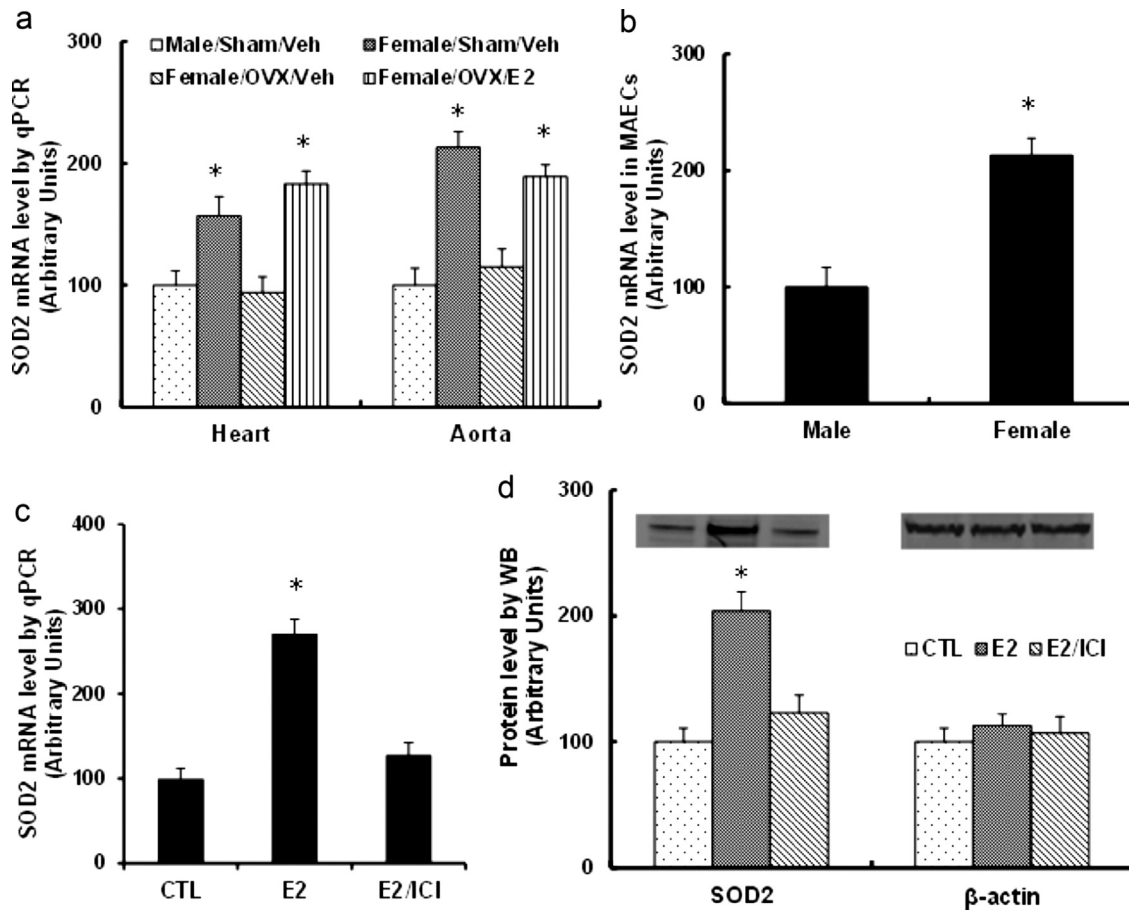 a
SOD2 mRNA level by qPCR
(Arbitrary Units)
300
200
100
0
Male/Sham/Veh Female/Sham/Veh
Female/OVX/Veh Female/OVX/E2
* * * *
Heart Aorta
b
SOD2 mRNA level in MAECs
(Arbitrary Units)
300
200
100
0
*
Male Female
c
SOD2 mRNA level by qPCR
(Arbitrary Units)
400
300
200
100
0
*
CTL E2 E2/ICI
d
Protein level by WB
(Arbitrary Units)
300
200
100
0
*
CTL E2 E2/ICI
SOD2 β-actin